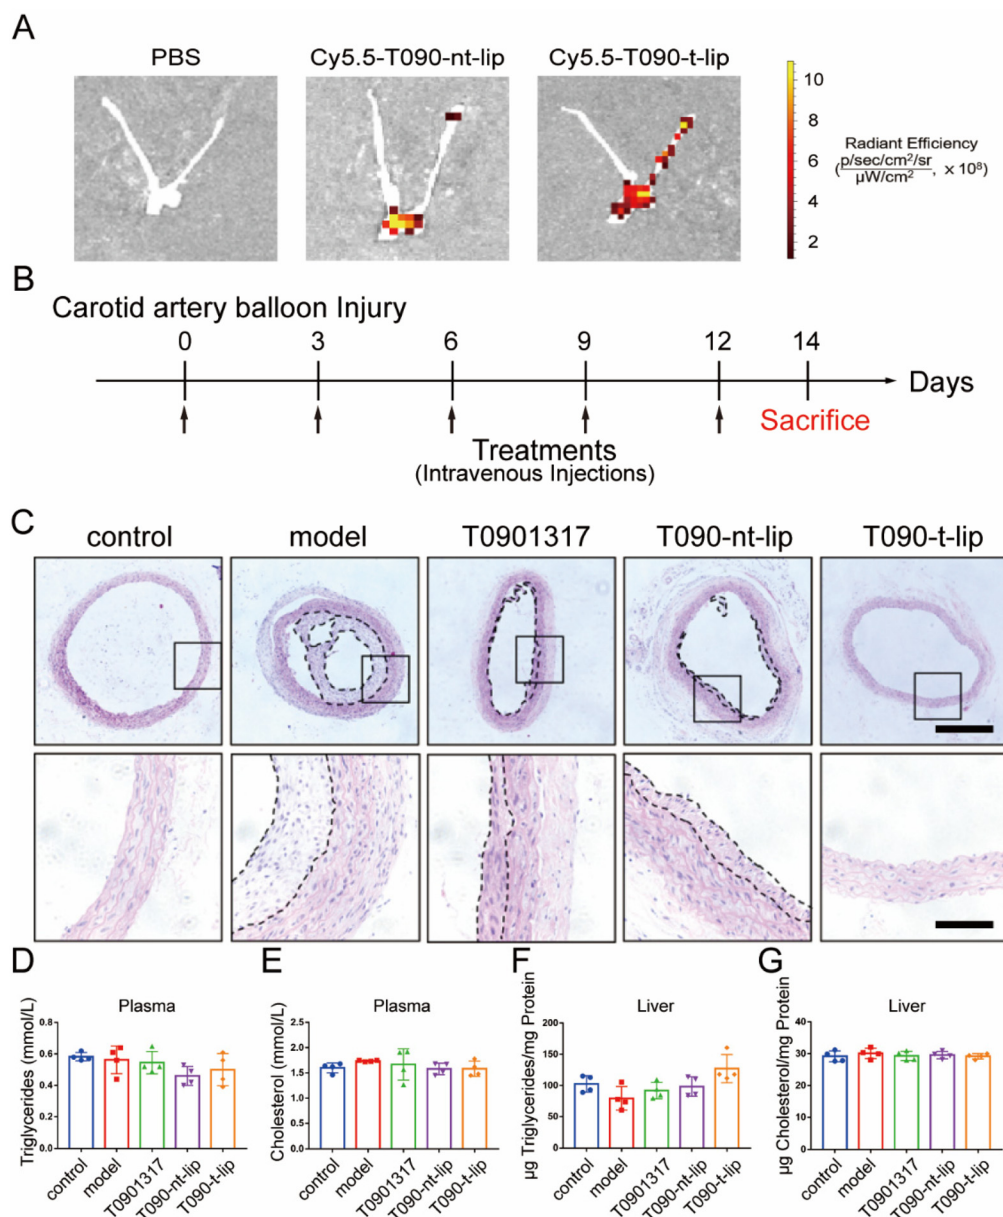 A
PBS
Cy5.5-T090-nt-lip
Cy5.5-T090-t-lip
10
8
6
4
2
Radiant Efficiency
(p/sec/cm²/sr
μW/cm², × 10⁸)
B
Carotid artery balloon Injury
0 3 6 9 12 14
Days
Sacrifice
Treatments
(Intravenous Injections)
C
control model T0901317 T090-nt-lip T090-t-lip
D
Plasma
Triglycerides (mmol/L)
0.8
0.6
0.4
0.2
0.0
control
model
T0901317
T090-nt-lip
T090-t-lip
E
Plasma
Cholesterol (mmol/L)
2.5
2.0
1.5
1.0
0.5
0.0
control
model
T0901317
T090-nt-lip
T090-t-lip
F
Liver
μg Triglycerides/mg Protein
200
150
100
50
0
control
model
T0901317
T090-nt-lip
T090-t-lip
G
Liver
μg Cholesterol/mg Protein
40
30
20
10
0
control
model
T0901317
T090-nt-lip
T090-t-lip